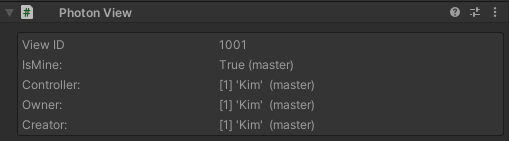 # Photon View
View ID 1001
IsMine: True (master)
Controller: [1] 'Kim' (master)
Owner: [1] 'Kim' (master)
Creator: [1] 'Kim' (master)